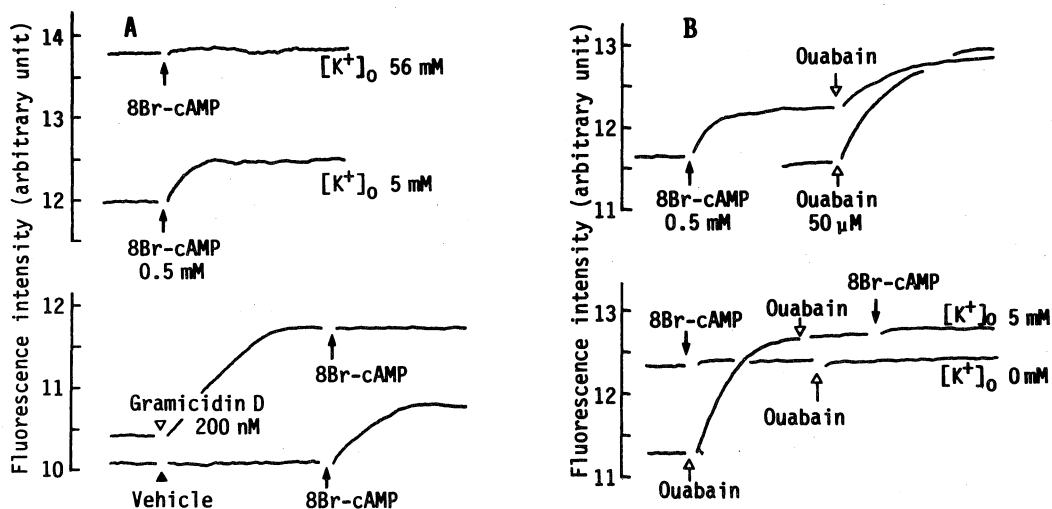 A
Fluorescence intensity (arbitrary unit)
14
[K+]o 56 mM
8Br-cAMP
13
[K+]o 5 mM
12
8Br-cAMP
0.5 mM
12
8Br-cAMP
11
Gramicidin D
200 nM
10
Vehicle
8Br-cAMP
B
Fluorescence intensity (arbitrary unit)
13
Ouabain
12
8Br-cAMP
0.5 mM
Ouabain
50 μM
11
8Br-cAMP
Ouabain
13
[K+]o 5 mM
8Br-cAMP
12
[K+]o 0 mM
Ouabain
11
Ouabain